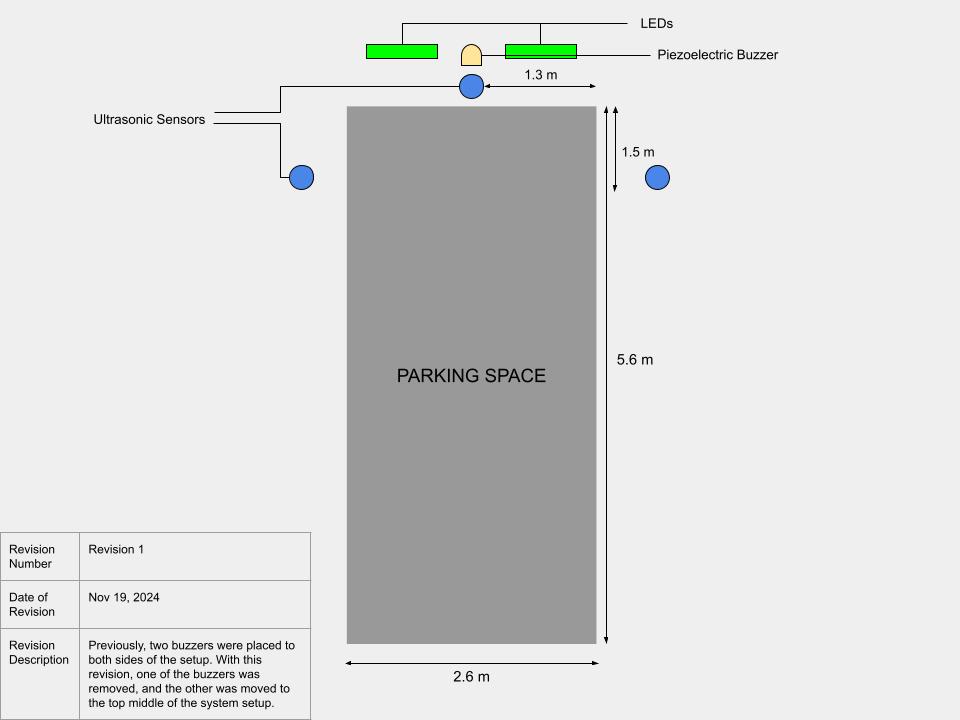 LEDs
Piezoelectric Buzzer
1.3 m
Ultrasonic Sensors
1.5 m
5.6 m
PARKING SPACE
2.6 m
Revision
Number
Revision 1
Date of
Revision
Nov 19, 2024
Revision
Description
Previously, two buzzers were placed to
both sides of the setup. With this
revision, one of the buzzers was
removed, and the other was moved to
the top middle of the system setup.